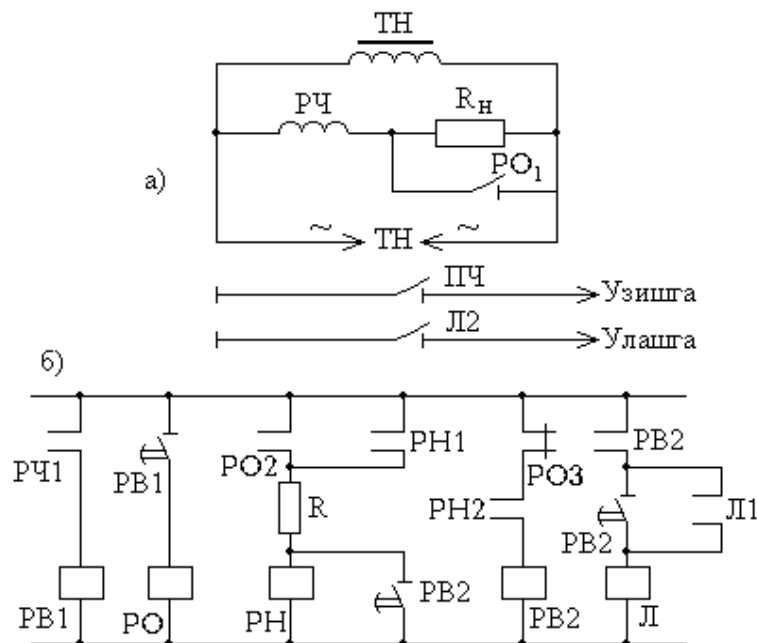 ТН
РЧ
Rн
РО1
а)
~ ТН ~
ПЧ
Узишга
Л2
Улашга
б)
РЧ1
РВ1
РО2
РН1
РО3
РВ2
R
РН2
РВ2
Л1
РВ2
РВ1
РО
РН
РВ2
Л